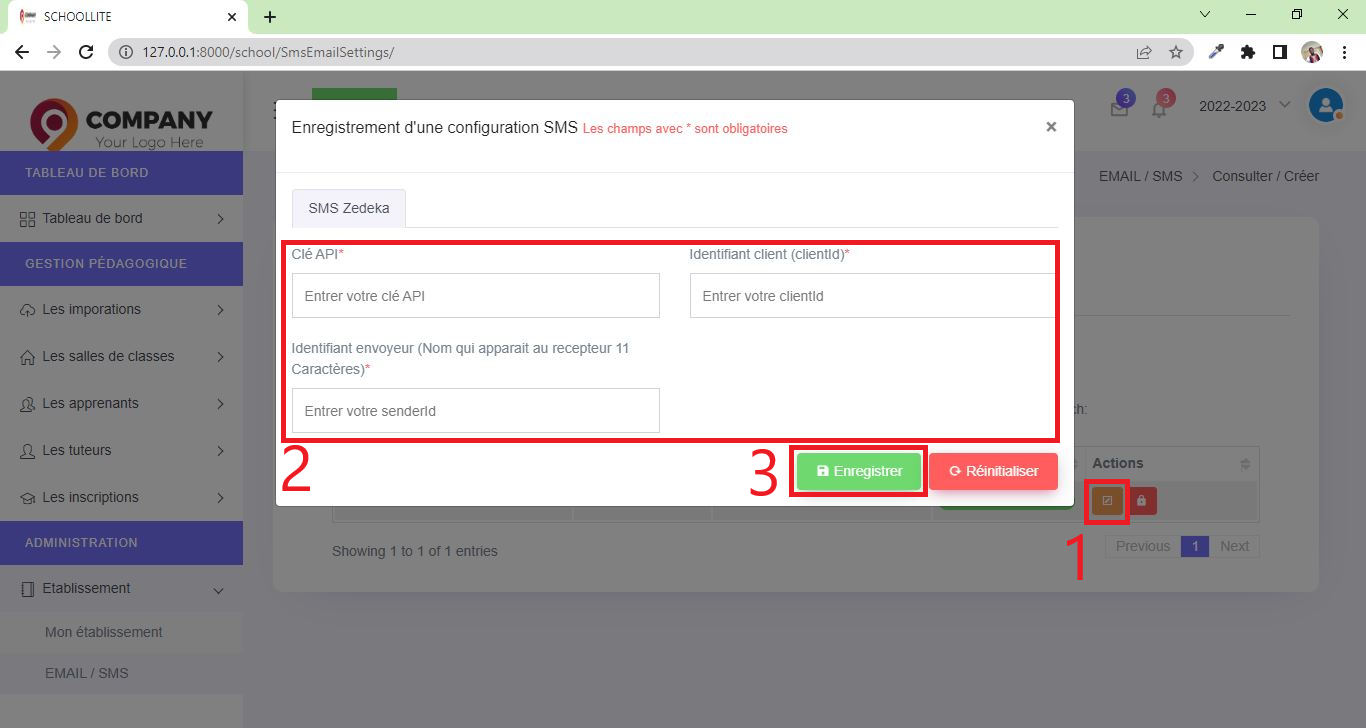 SCHOOLLITE
127.0.0.1:8000/school/SmsEmailSettings/
COMPANY
Your Logo Here
3
3
2022-2023
EMAIL / SMS > Consulter / Créer
TABLEAU DE BORD
Tableau de bord
GESTION PÉDAGOGIQUE
Les imporations
Les salles de classes
Les apprenants
Les tuteurs
Les inscriptions
ADMINISTRATION
Etablissement
Mon établissement
EMAIL / SMS
Enregistrement d'une configuration SMS Les champs avec * sont obligatoires
×
SMS Zedeka
Clé API*
Identifiant client (clientId)*
Entrer votre clé API
Entrer votre clientId
Identifiant envoyeur (Nom qui apparait au recepteur 11
Caractères)*
Entrer votre senderId
2
3
Enregistrer
Réinitialiser
ch:
Actions
1
Showing 1 to 1 of 1 entries
Previous 1 Next